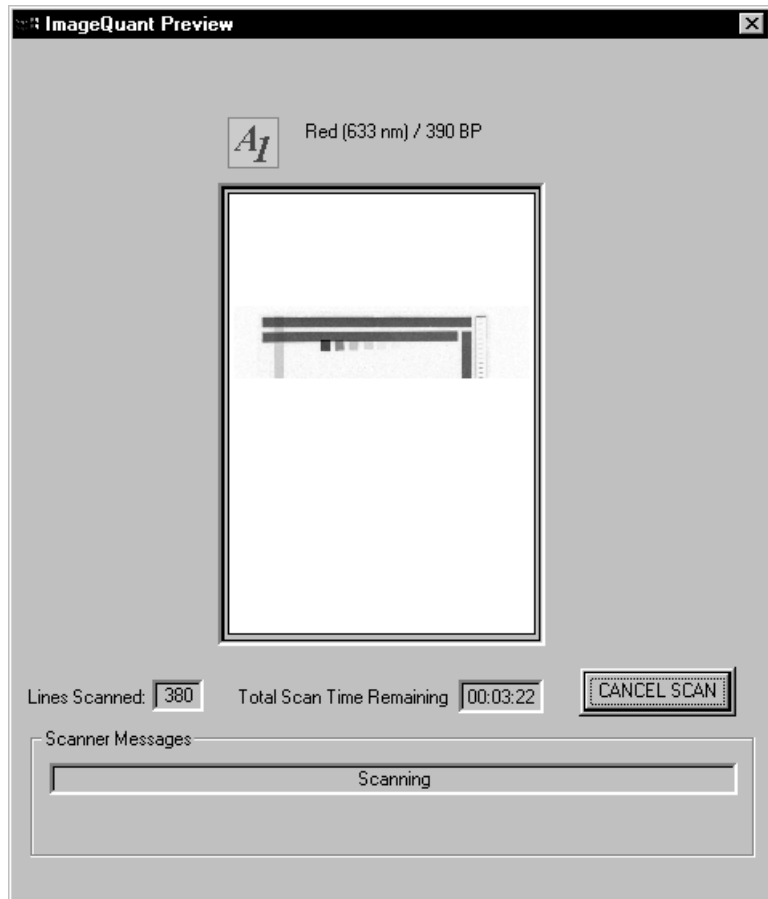 ImageQuant Preview
A1
Red (633 nm) / 390 BP
Lines Scanned: 380 Total Scan Time Remaining 00:03:22 CANCEL SCAN
Scanner Messages
Scanning